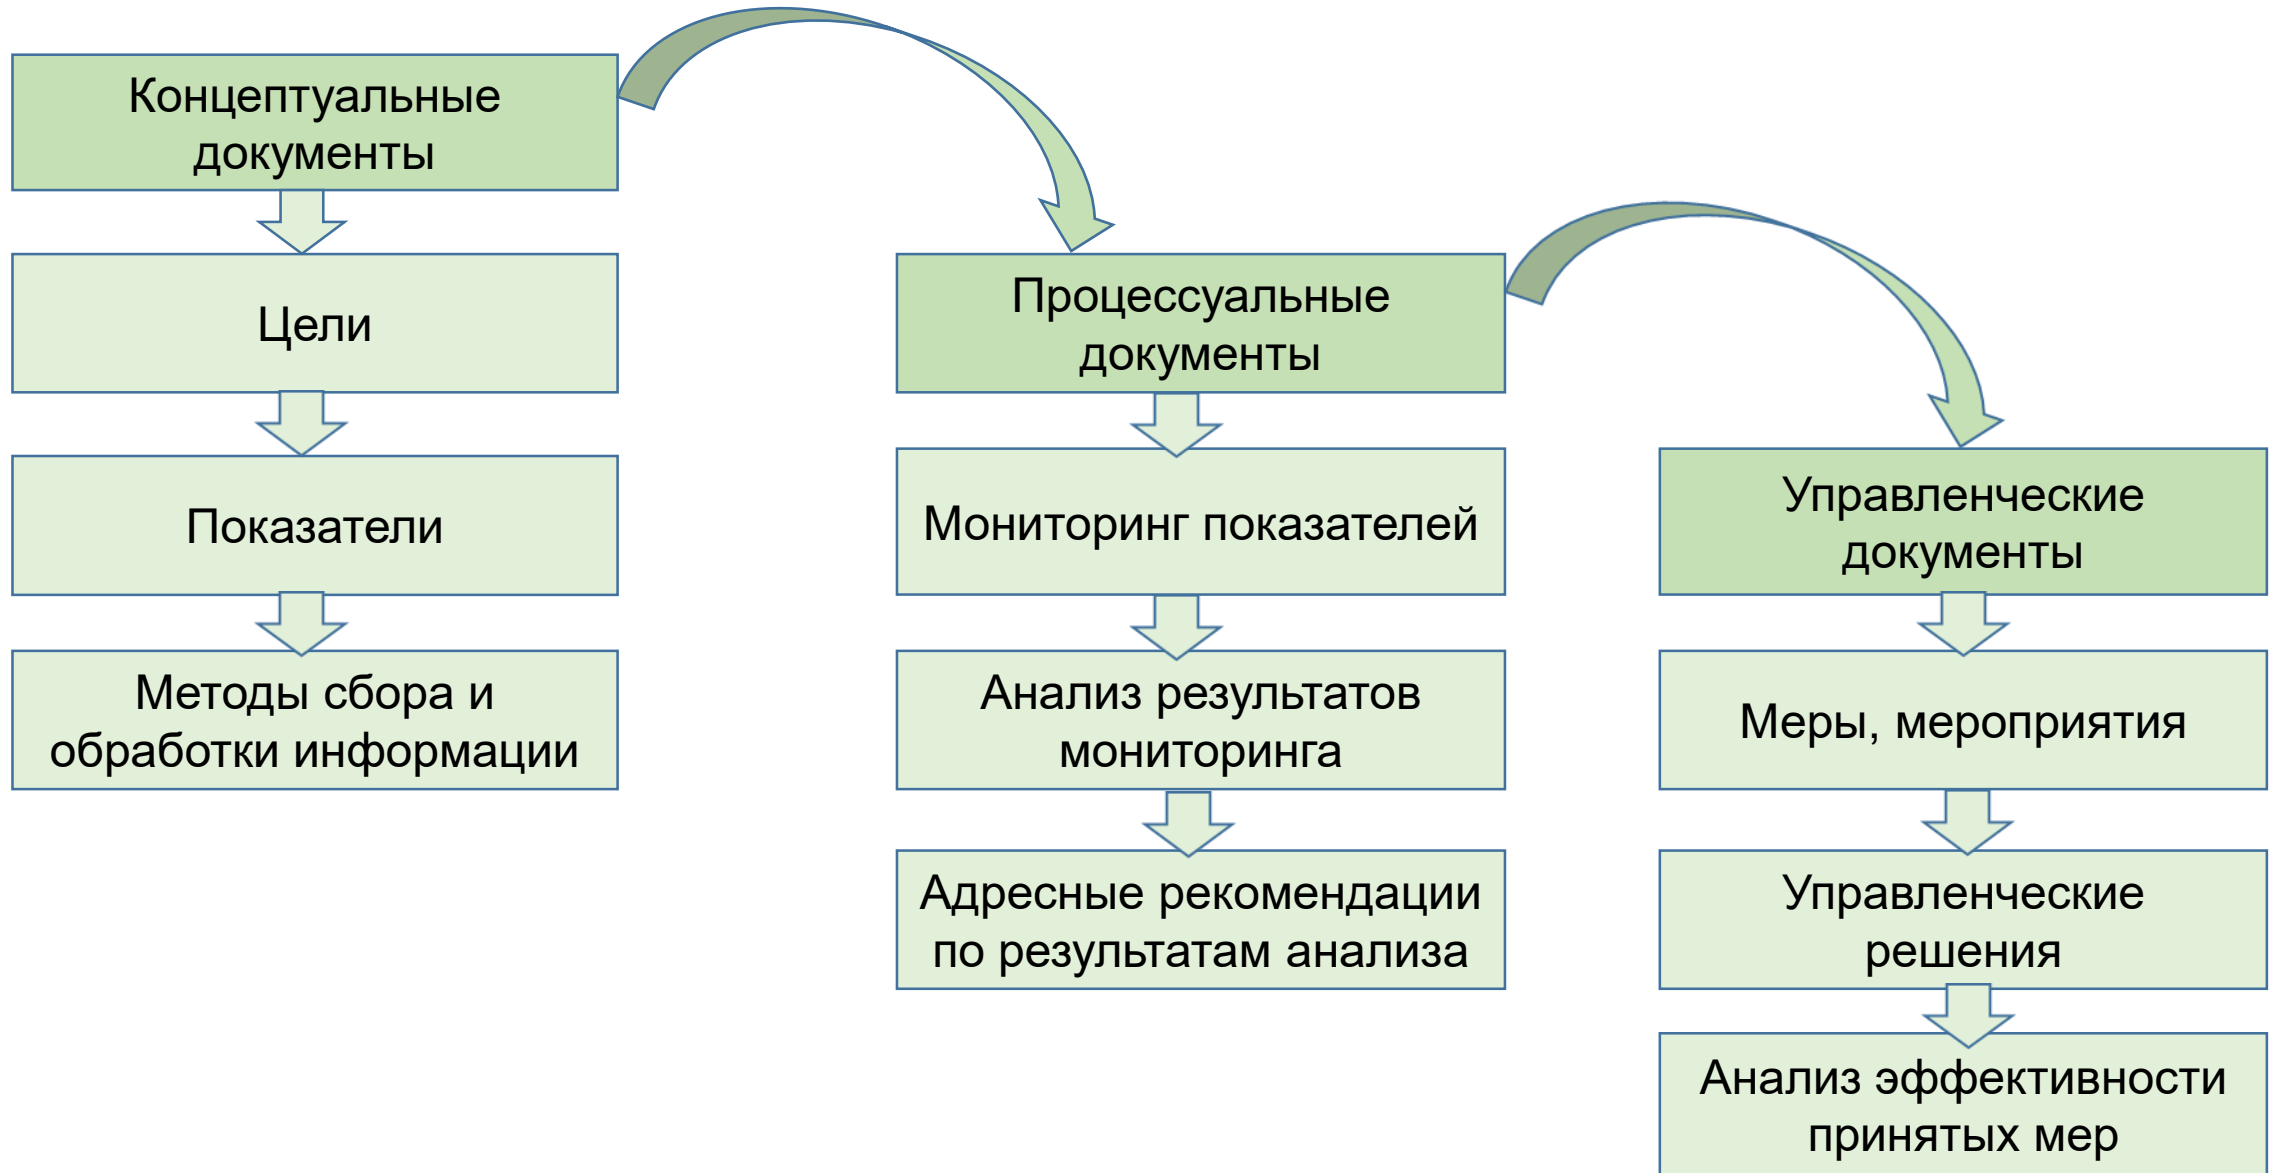 Концептуальные
документы
Цели
Показатели
Методы сбора и
обработки информации
Процессуальные
документы
Мониторинг показателей
Анализ результатов
мониторинга
Адресные рекомендации
по результатам анализа
Управленческие
документы
Меры, мероприятия
Управленческие
решения
Анализ эффективности
принятых мер